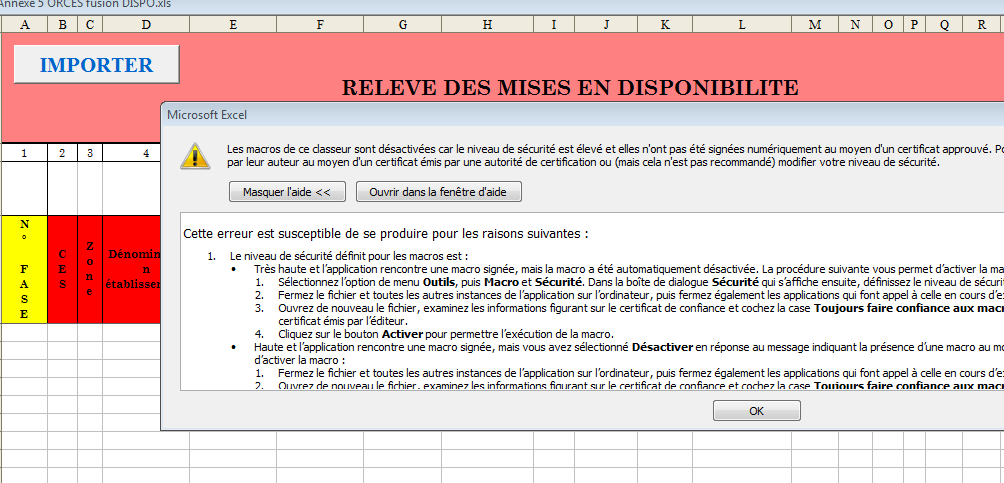 Annexe 5 ORCES fusion DISPO.xls
A B C D E F G H I J K L M N O P Q R
IMPORTER
RELEVE DES MISES EN DISPONIBILITE
Microsoft Excel
Les macros de ce classeur sont désactivées car le niveau de sécurité est élevé et elles n'ont pas été signées numériquement au moyen d'un certificat approuvé.
par leur auteur au moyen d'un certificat émis par une autorité de certification ou (mais cela n'est pas recommandé) modifier votre niveau de sécurité.
Masquer l'aide << Ouvrir dans la fenêtre d'aide
1 2 3 4
N° FASE
CES
Zone
Dénomin
n
établisse
Cette erreur est susceptible de se produire pour les raisons suivantes :
1. Le niveau de sécurité définit pour les macros est :
• Très haute et l'application rencontre une macro signée, mais la macro a été automatiquement désactivée. La procédure suivante vous permet d'activer la ma
1. Sélectionnez l'option de menu Outils, puis Macro et Sécurité. Dans la boîte de dialogue Sécurité qui s'affiche ensuite, définissez le niveau de sécuri
2. Fermez le fichier et toutes les autres instances de l'application sur l'ordinateur, puis fermez également les applications qui font appel à celle en cours d'e
3. Ouvrez de nouveau le fichier, examinez les informations figurant sur le certificat de confiance et cochez la case Toujours faire confiance aux macr
certificat émis par l'éditeur.
4. Cliquez sur le bouton Activer pour permettre l'exécution de la macro.
• Haute et l'application rencontre une macro signée, mais vous avez sélectionné Désactiver en réponse au message indiquant la présence d'une macro au mo
d'activer la macro :
1. Fermez le fichier et toutes les autres instances de l'application sur l'ordinateur, puis fermez également les applications qui font appel à celle en cours d'e
2. Ouvrez de nouveau le fichier, examinez les informations figurant sur le certificat de confiance et cochez la case Toujours faire confiance aux macr
OK